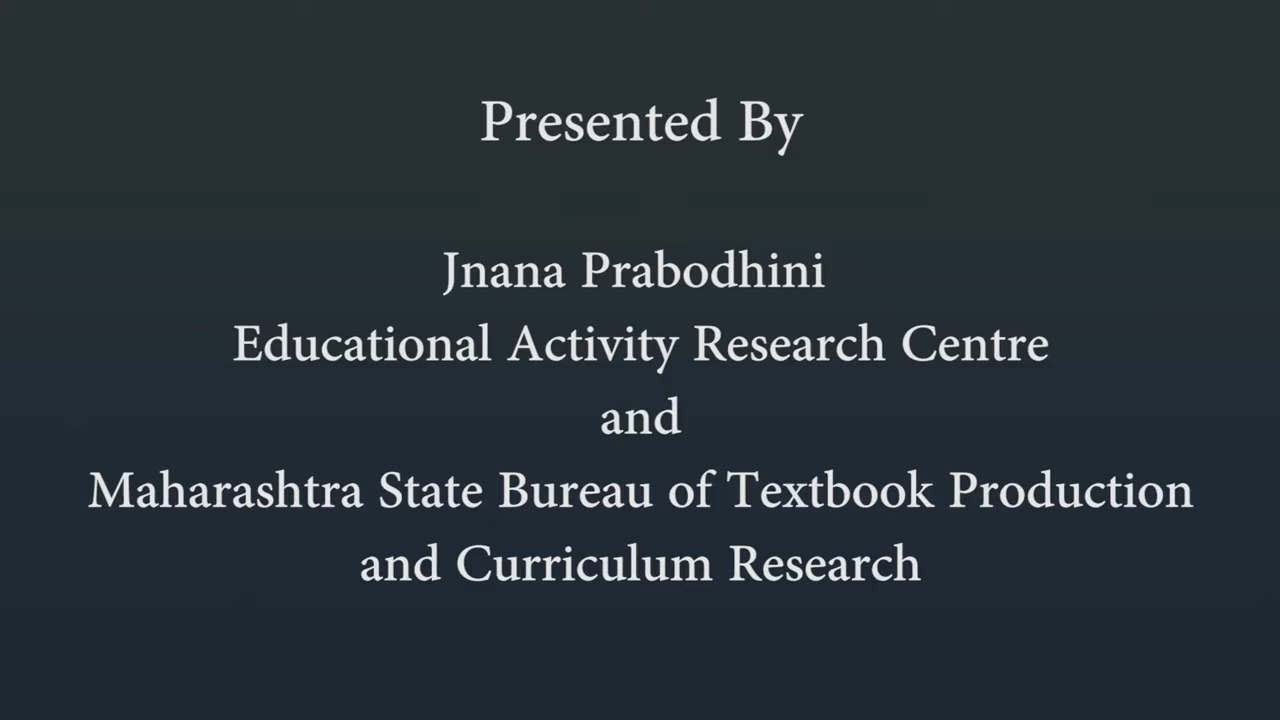 Presented By
Jnana Prabodhini
Educational Activity Research Centre
and
Maharashtra State Bureau of Textbook Production
and Curriculum Research